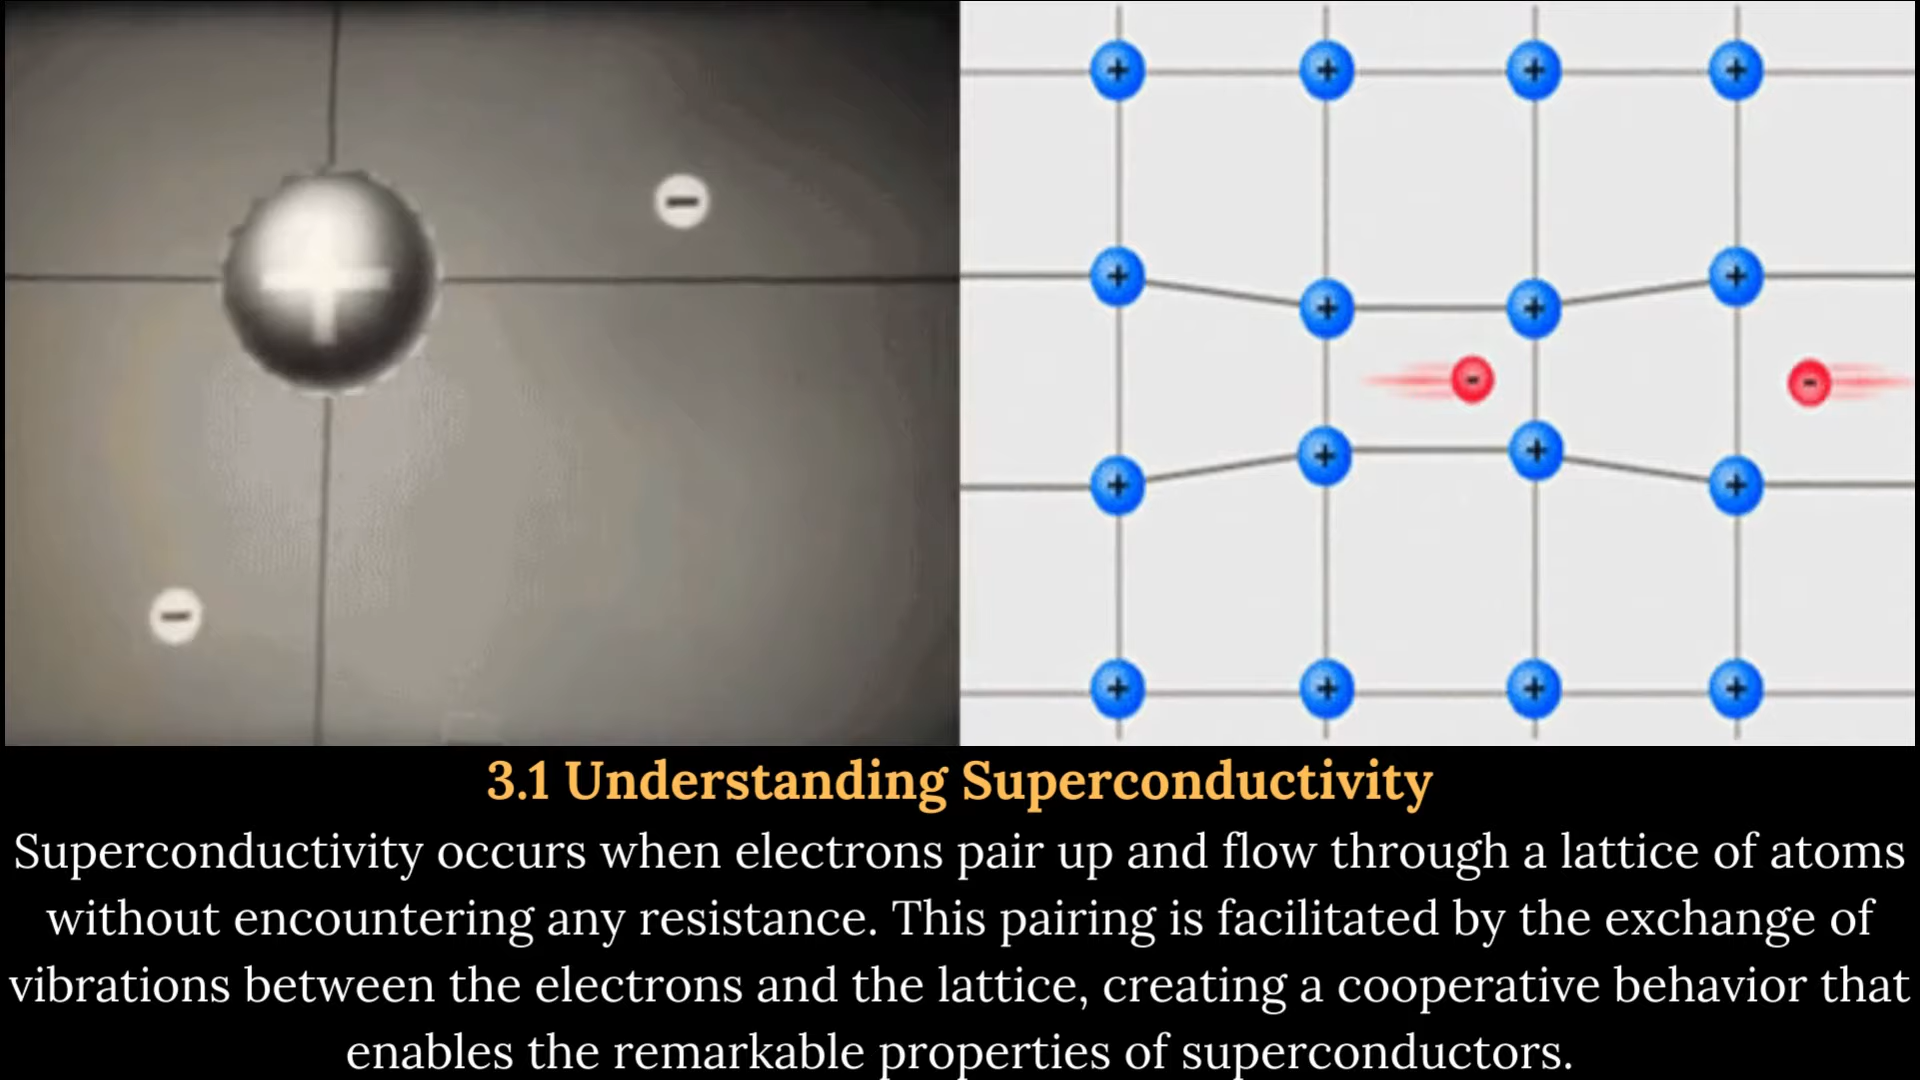 3.1 Understanding Superconductivity
Superconductivity occurs when electrons pair up and flow through a lattice of atoms
without encountering any resistance. This pairing is facilitated by the exchange of
vibrations between the electrons and the lattice, creating a cooperative behavior that
enables the remarkable properties of superconductors.